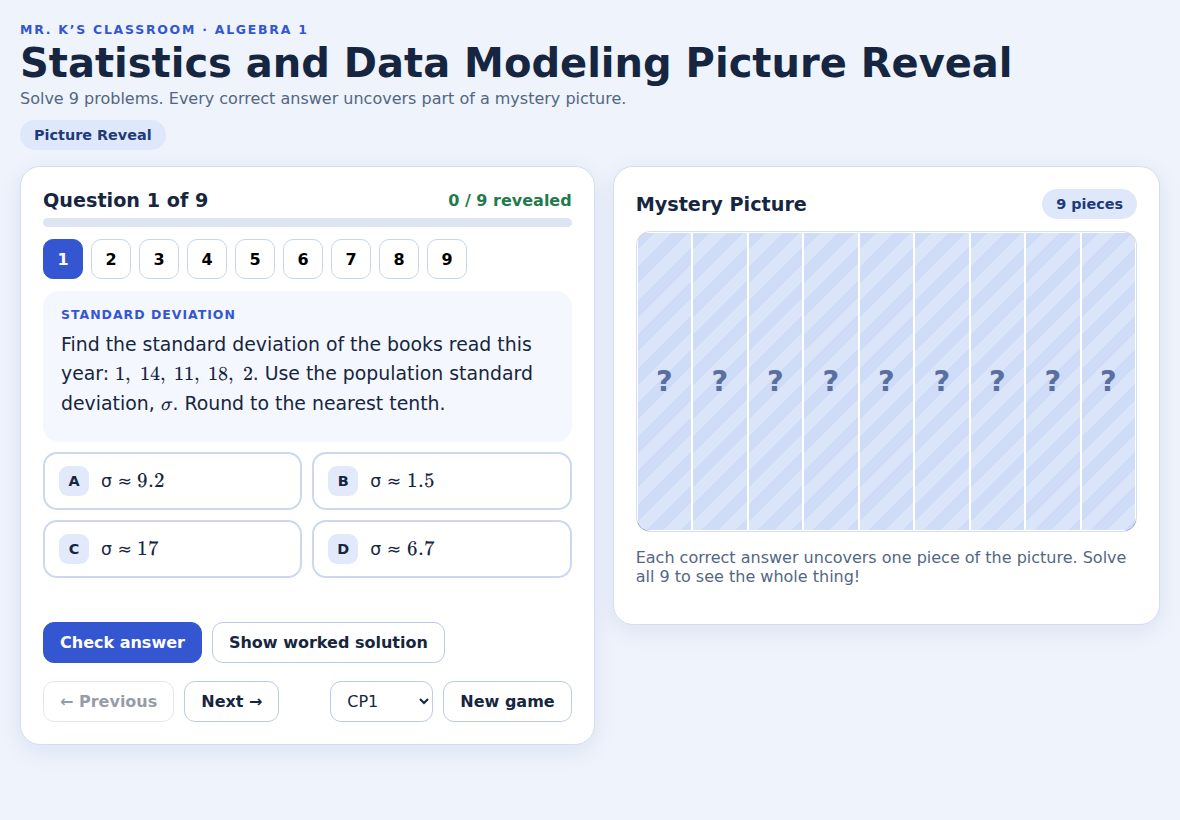 MR. K’S CLASSROOM · ALGEBRA 1
Statistics and Data Modeling Picture Reveal
Solve 9 problems. Every correct answer uncovers part of a mystery picture.
Picture Reveal
Question 1 of 9
0 / 9 revealed
1 2 3 4 5 6 7 8 9
STANDARD DEVIATION
Find the standard deviation of the books read this
year: 1, 14, 11, 18, 2. Use the population standard
deviation, σ. Round to the nearest tenth.
A σ ≈ 9.2
B σ ≈ 1.5
C σ ≈ 17
D σ ≈ 6.7
Check answer
Show worked solution
← Previous
Next →
CP1
New game
Mystery Picture
9 pieces
? ? ? ? ? ? ? ? ?
Each correct answer uncovers one piece of the picture. Solve
all 9 to see the whole thing!